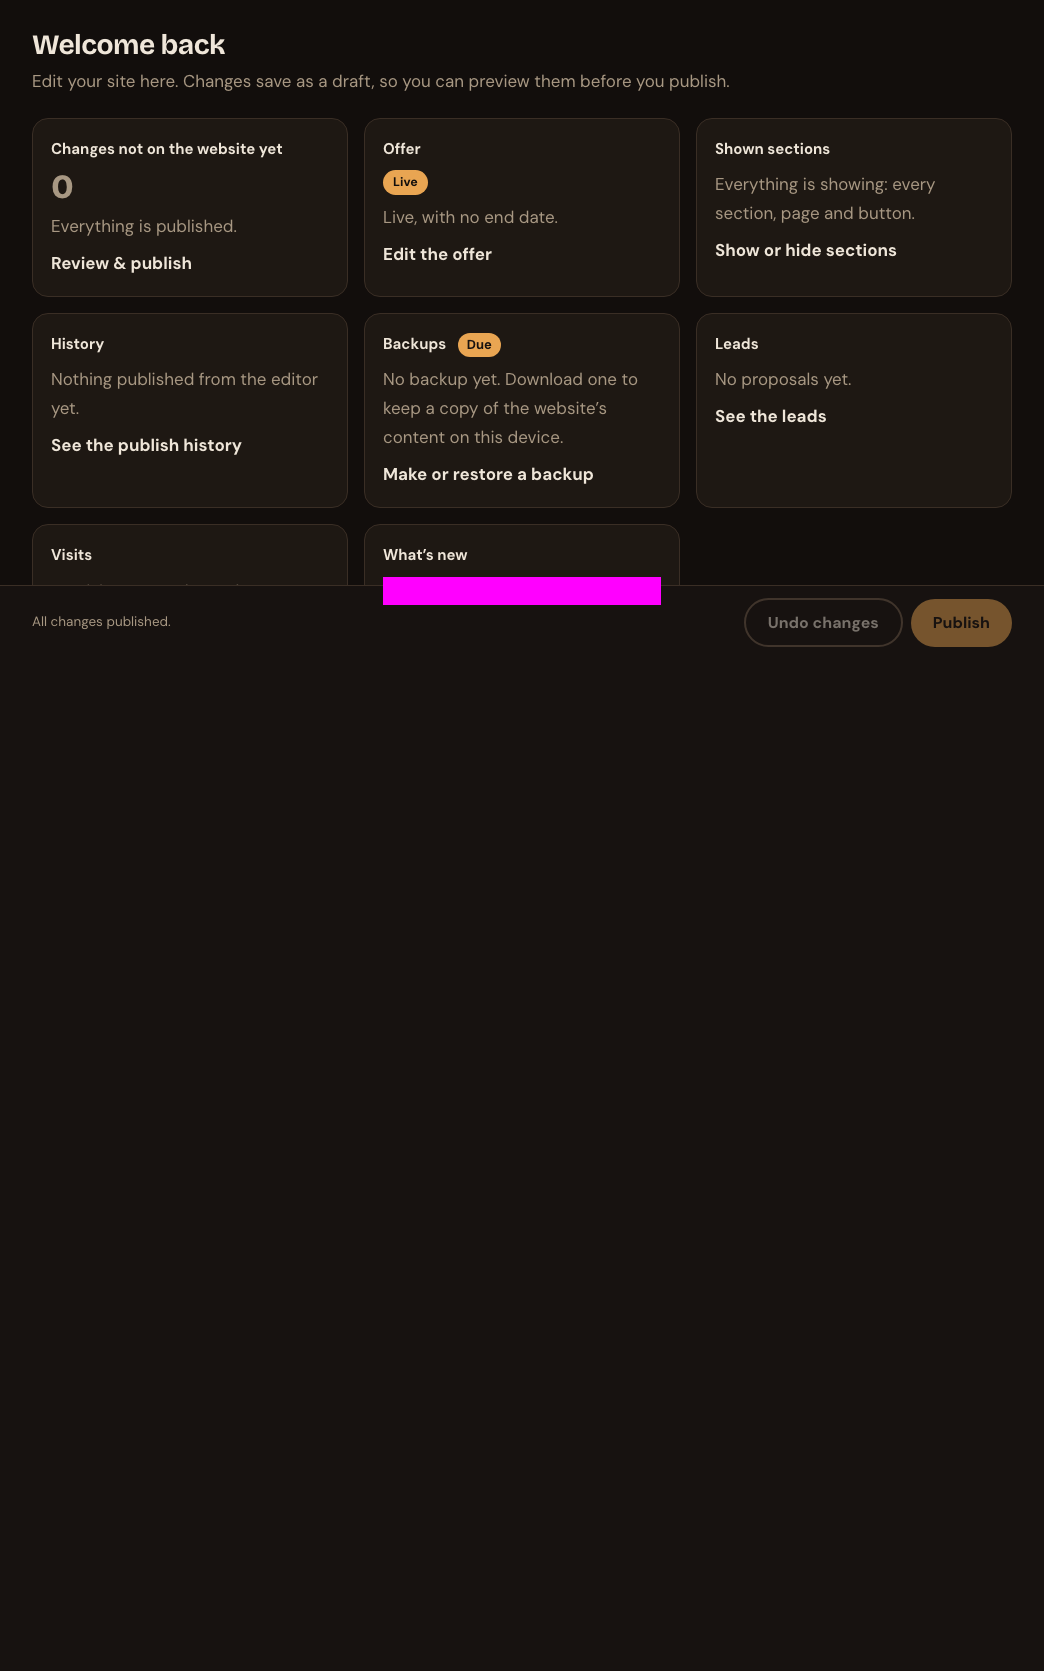 Welcome back
Edit your site here. Changes save as a draft, so you can preview them before you publish.
Changes not on the website yet
0
Everything is published.
Review & publish
Offer
Live
Live, with no end date.
Edit the offer
Shown sections
Everything is showing: every
section, page and button.
Show or hide sections
History
Nothing published from the editor
yet.
See the publish history
Backups Due
No backup yet. Download one to
keep a copy of the website’s
content on this device.
Make or restore a backup
Leads
No proposals yet.
See the leads
Visits
What’s new
All changes published.
Undo changes
Publish